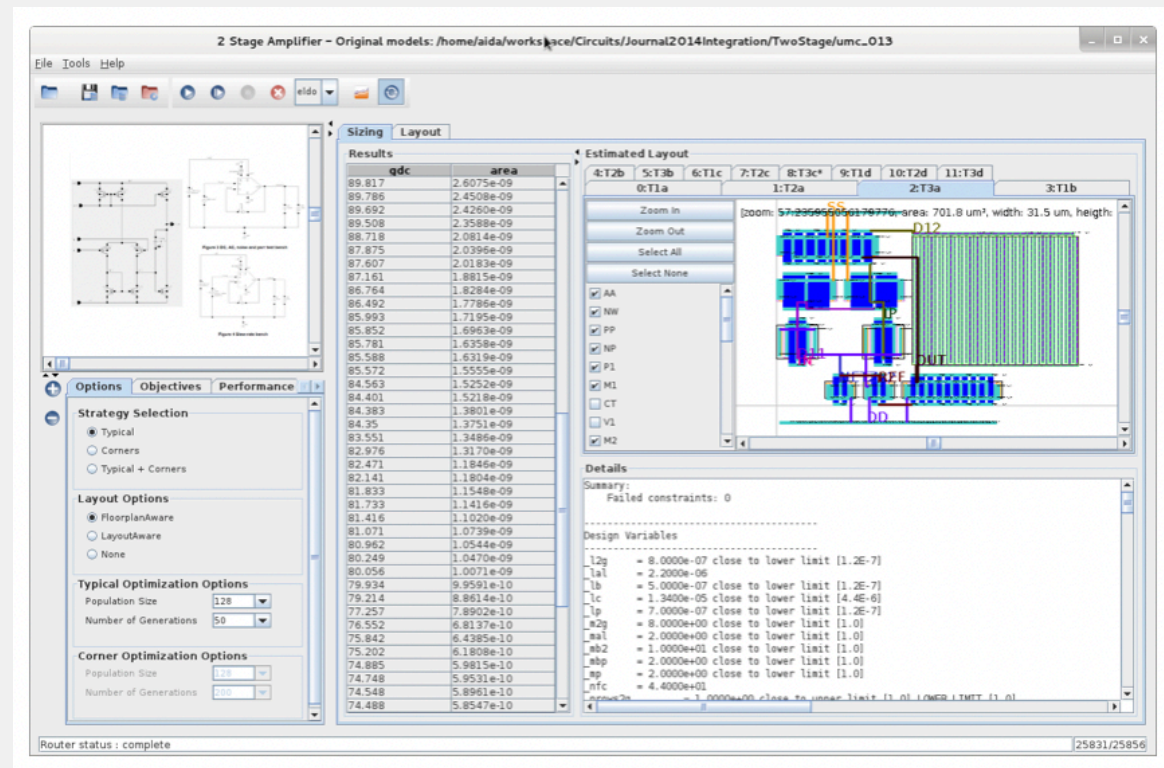 2 Stage Amplifier - Original models: /home/aida/workspace/Circuits/Journal2014Integration/TwoStage/umc_013
File Tools Help
eldo
Options Objectives Performance
Strategy Selection
Typical
Corners
Typical + Corners
Layout Options
FloorplanAware
LayoutAware
None
Typical Optimization Options
Population Size 128
Number of Generations 50
Corner Optimization Options
Population Size 128
Number of Generations 200
Sizing Layout
Results
gdc area
89.817 2.6075e-09
89.786 2.4508e-09
89.692 2.4260e-09
89.508 2.3588e-09
88.718 2.0814e-09
87.875 2.0396e-09
87.607 2.0183e-09
87.161 1.8815e-09
86.764 1.8284e-09
86.492 1.7786e-09
85.993 1.7195e-09
85.852 1.6963e-09
85.781 1.6358e-09
85.588 1.6319e-09
85.572 1.5555e-09
84.563 1.5252e-09
84.401 1.5218e-09
84.383 1.3801e-09
84.35 1.3751e-09
83.551 1.3486e-09
82.976 1.3170e-09
82.471 1.1846e-09
82.141 1.1804e-09
81.833 1.1548e-09
81.733 1.1416e-09
81.416 1.1020e-09
81.071 1.0739e-09
80.962 1.0544e-09
80.249 1.0470e-09
80.056 1.0071e-09
79.934 9.9591e-10
79.214 8.8614e-10
77.257 7.8902e-10
76.552 6.8137e-10
75.842 6.4385e-10
75.202 6.1808e-10
74.885 5.9815e-10
74.748 5.9531e-10
74.548 5.8961e-10
74.488 5.8547e-10
Estimated Layout
4:T2b 5:T3b 6:T1c 7:T2c 8:T3c* 9:T1d 10:T2d 11:T3d
0:T1a 1:T2a 2:T3a 3:T1b
Zoom In
Zoom Out
Select All
Select None
AA
NW
PP
NP
P1
M1
CT
V1
M2
area: 701.8 um², width: 31.5 um, heigth:
SS
D12
OUT
DD
Details
Summary:
Failed constraints: 0
Design Variables
_l2g = 8.0000e-07 close to lower limit [1.2E-7]
_lal = 2.2000e-06
_lb = 5.0000e-07 close to lower limit [1.2E-7]
_lc = 1.3400e-05 close to lower limit [4.4E-6]
_lp = 7.0000e-07 close to lower limit [1.2E-7]
_m2g = 8.0000e+00 close to lower limit [1.0]
_mal = 2.0000e+00 close to lower limit [1.0]
_mb2 = 1.0000e+01 close to lower limit [1.0]
_mbp = 2.0000e+00 close to lower limit [1.0]
_mp = 2.0000e+00 close to lower limit [1.0]
_nfc = 4.4000e+01
Router status : complete
25831/25856